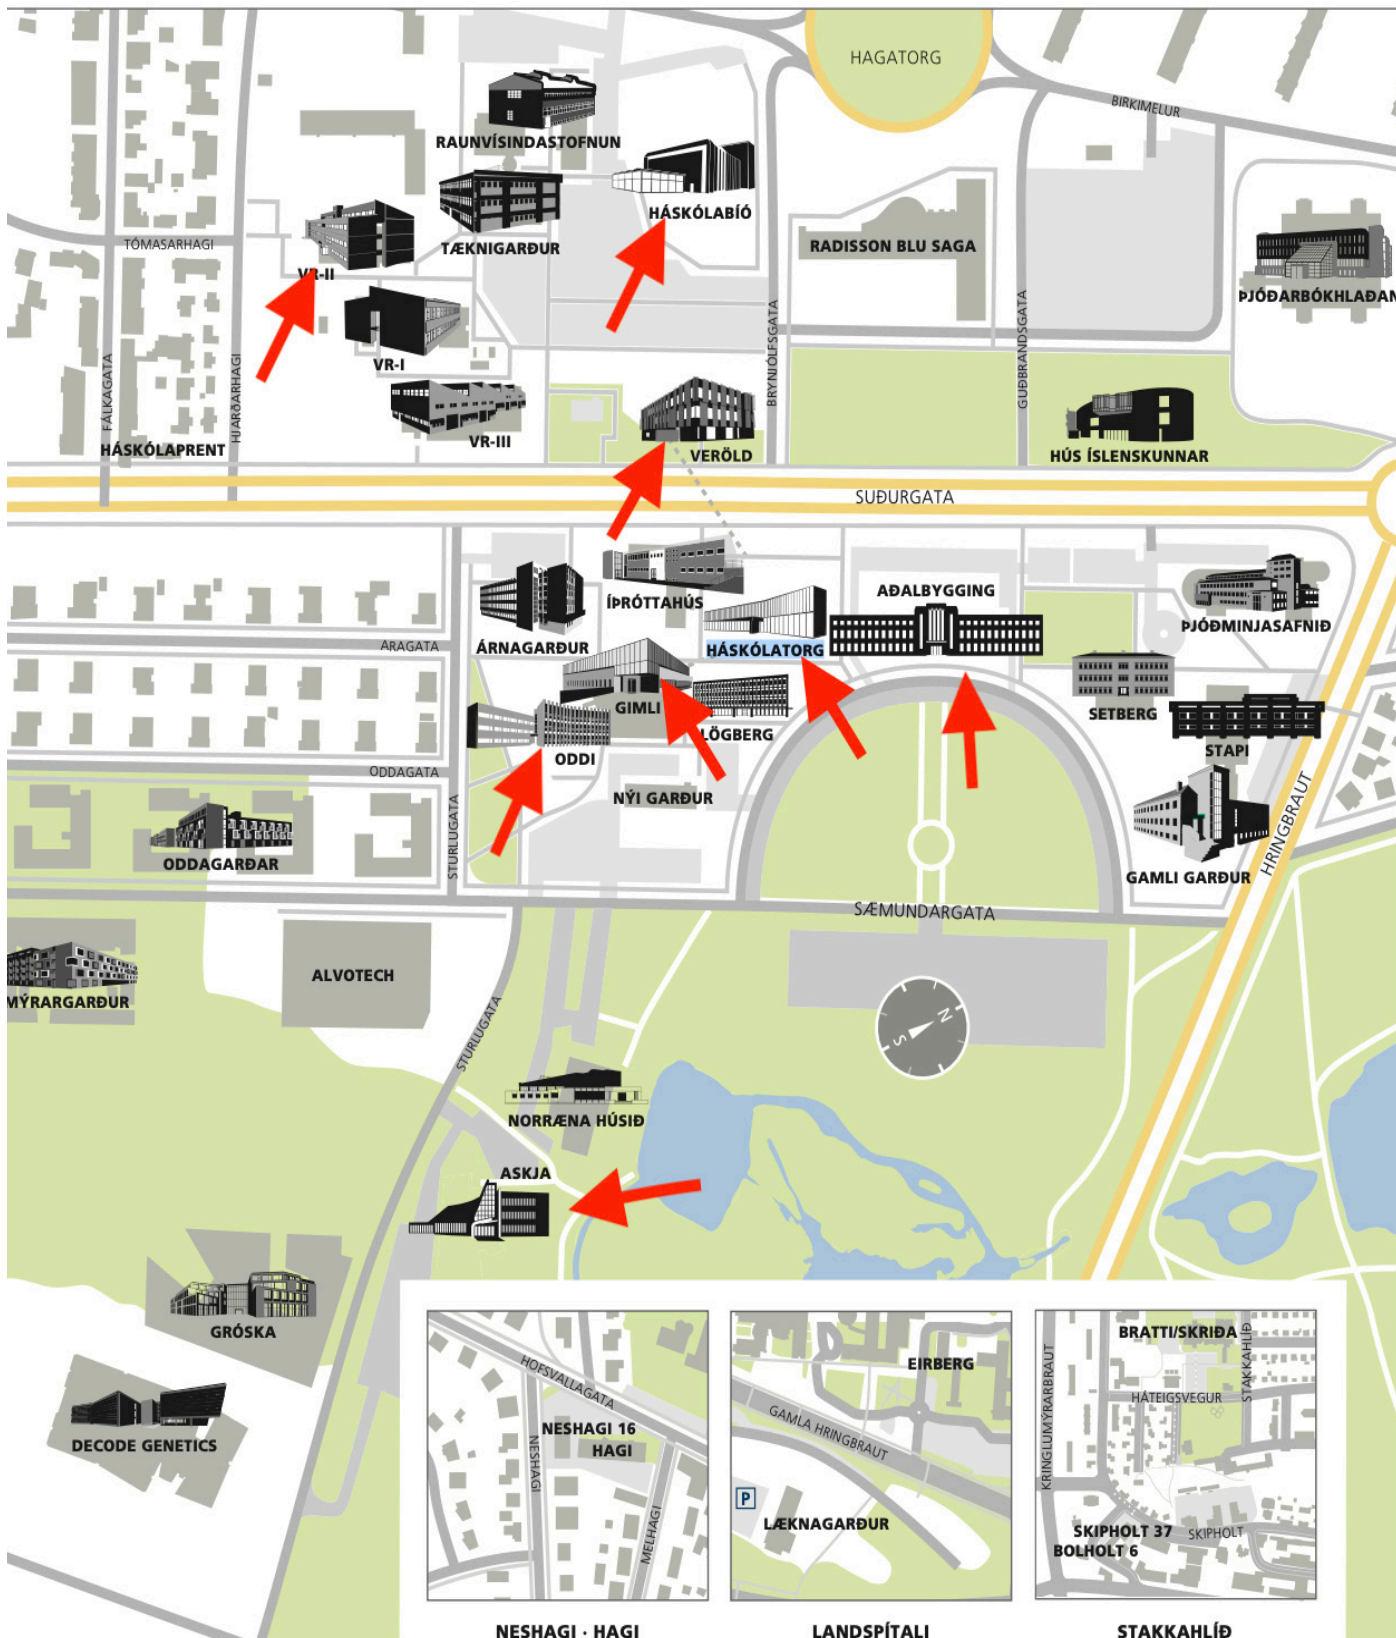 HAGATORG
BIRKIMELUR
RAUNVÍSINDASTOFNUN
HÁSKÓLABÍÓ
TÓMASARHAGI
TÆKNIGARÐUR
RADISSON BLU SAGA
VR-II
ÞJÓÐARBÓKHLAÐAN
VR-I
FÁLKAGATA
HJARÐARHAGI
BRYNJÓLFSGATA
GUÐBRANDSGATA
VR-III
HÁSKÓLAPRENT
VERÖLD
HÚS ÍSLENSKUNNAR
SUÐURGATA
ÍÞRÓTTAHÚS
AÐALBYGGING
ÁRNAGARÐUR
HÁSKÓLATORG
ÞJÓÐMINJASAFNIÐ
ARAGATA
GIMLI
SETBERG
LÖGBERG
STAPI
ODDI
ODDAGATA
NÝI GARÐUR
STURLUGATA
HRINGBRAUT
ODDAGARÐAR
GAMLI GARÐUR
SÆMUNDARGATA
ALVOTECH
MÝRARGARÐUR
N
S
STURLUGATA
NORRÆNA HÚSIÐ
ASKJA
GRÓSKA
DECODE GENETICS
HOFSVALLAGATA
NESHAGI 16
HAGI
NESHAGI
MELHAGI
NESHAGI · HAGI
EIRBERG
GAMLA HRINGBRAUT
P
LÆKNAGARÐUR
LANDSPÍTALI
BRATTI/SKRIÐA
STAKKAHLÍÐ
HÁTEIGSVEGUR
KRINGLUMÝRARBRAUT
SKIPHOLT 37
SKIPHOLT
BOLHOLT 6
STAKKAHLÍÐ